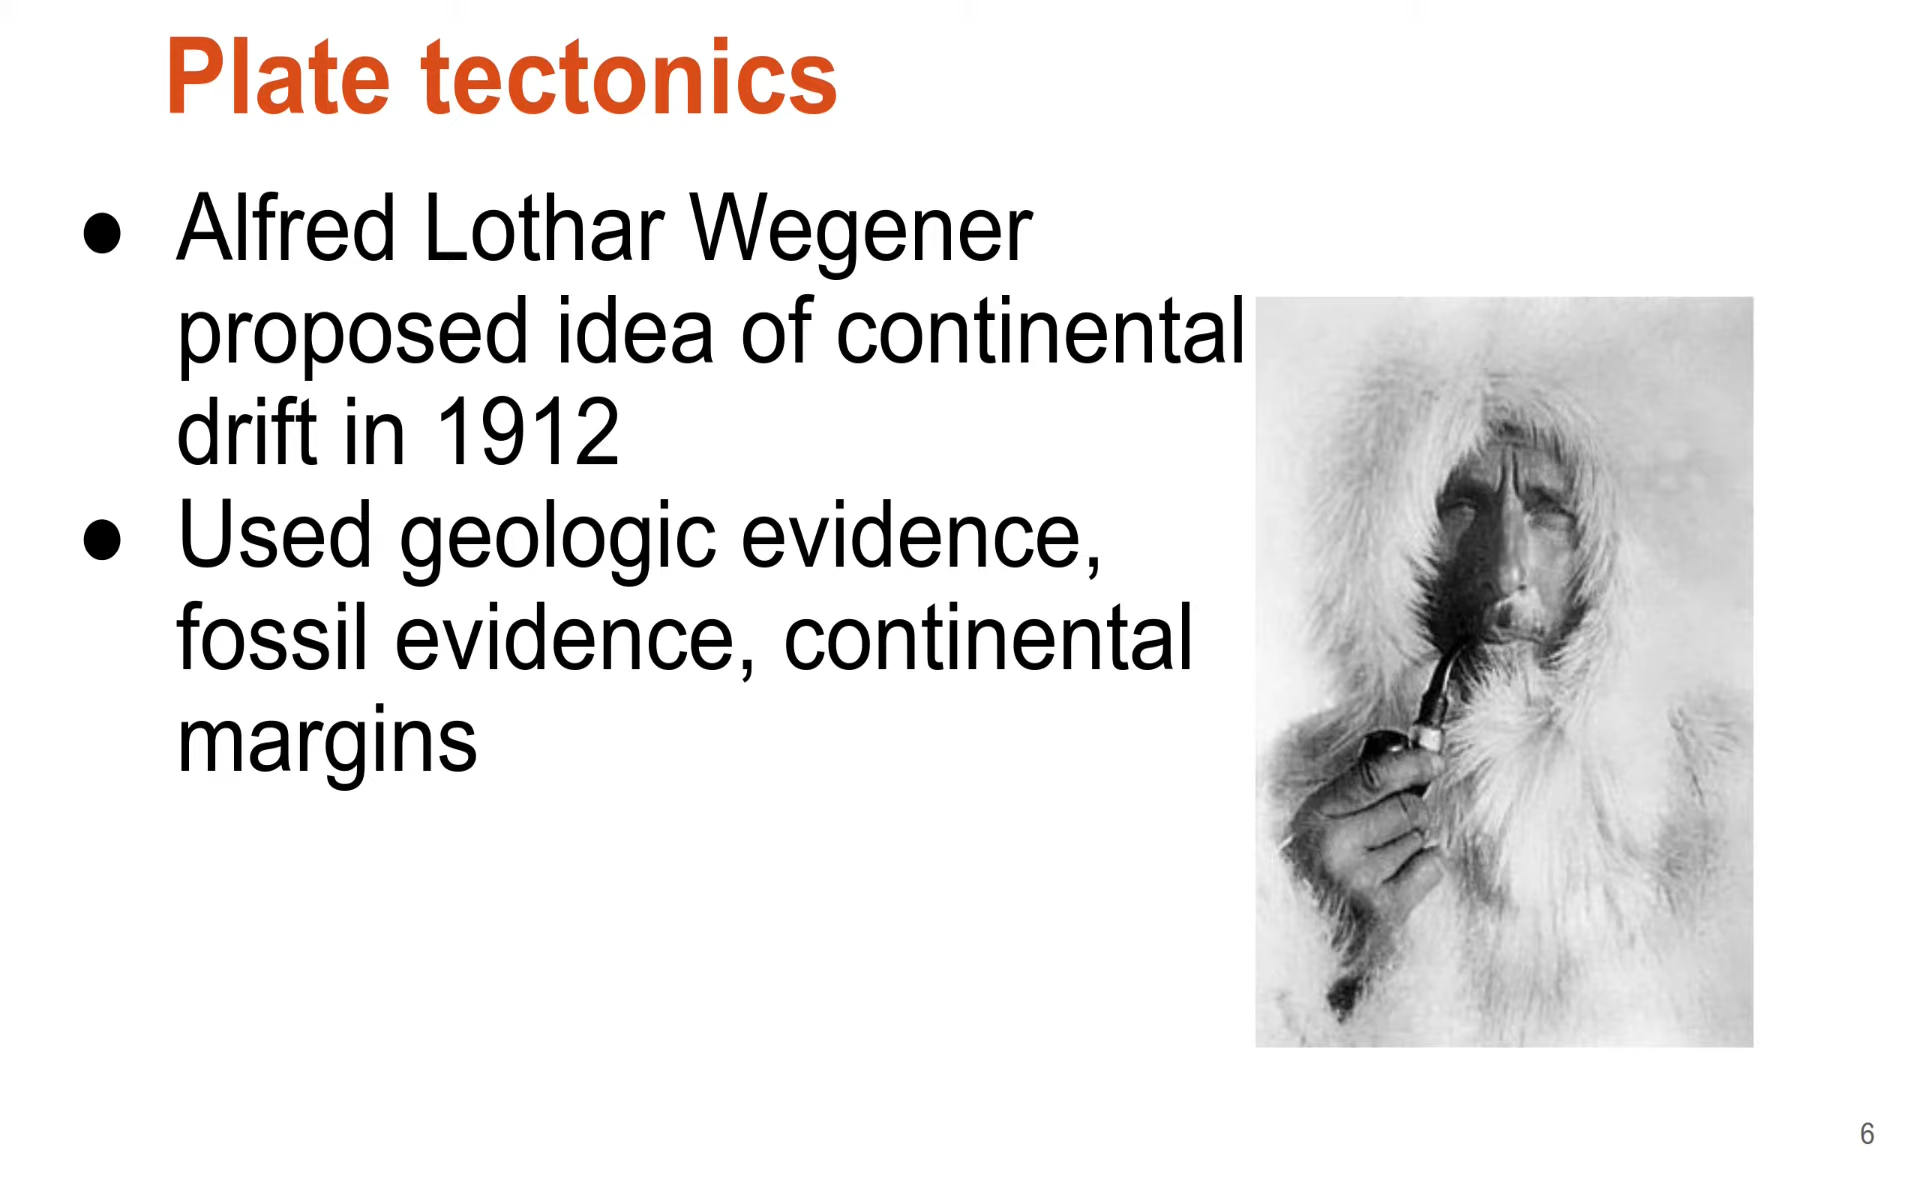 Plate tectonics
● Alfred Lothar Wegener
proposed idea of continental
drift in 1912
● Used geologic evidence,
fossil evidence, continental
margins
6